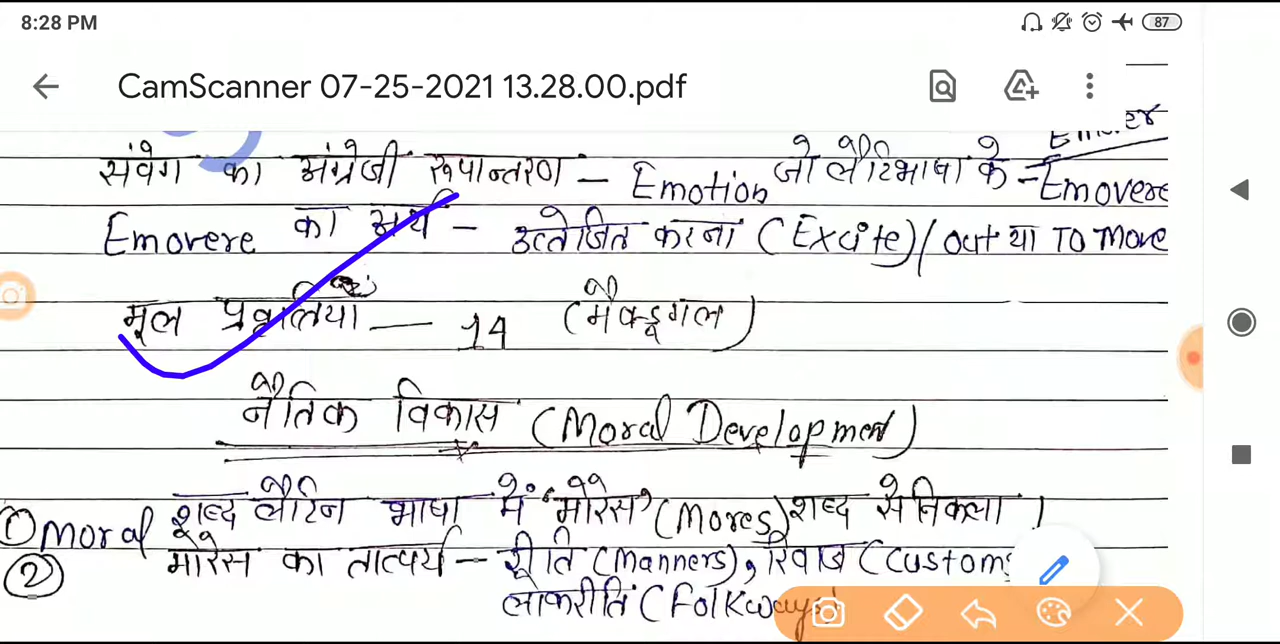 8:28 PM 87
CamScanner 07-25-2021 13.28.00.pdf
संवेग का अंग्रेजी रूपान्तरण – Emotion जो लैटिभाषा के = Emovere
Emovere का अर्थ – उत्तेजित करना (Excite)/out या To move
मूल प्रवृत्तियां — 14 (मैक्डूगल)
नैतिक विकास (Moral Development)
① Moral शब्द लैटिन भाषा में 'मोरेस' (Mores) शब्द से निकला।
② मोरेस का तात्पर्य – रीति (Manners), रिवाज (Customs
लोकरीति (Folkways)